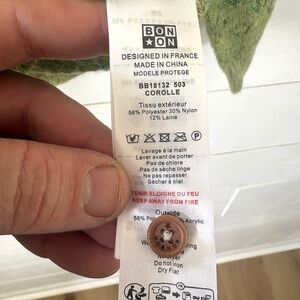 BON
TON
DESIGNED IN FRANCE
MADE IN CHINA
MODELE PROTEGE
BB18132 503
COROLLE
Tissu extérieur
58% Polyester 30% Nylon
12% Laine
Lavage à la main
Laver avant de porter
Pas de chlore
Pas de sèche linge
Ne pas repasser
Sécher à plat
TENIR ELOIGNE DU FEU
KEEP AWAY FROM FIRE
Outside
58% Acrylic
Do not iron
Dry Flat